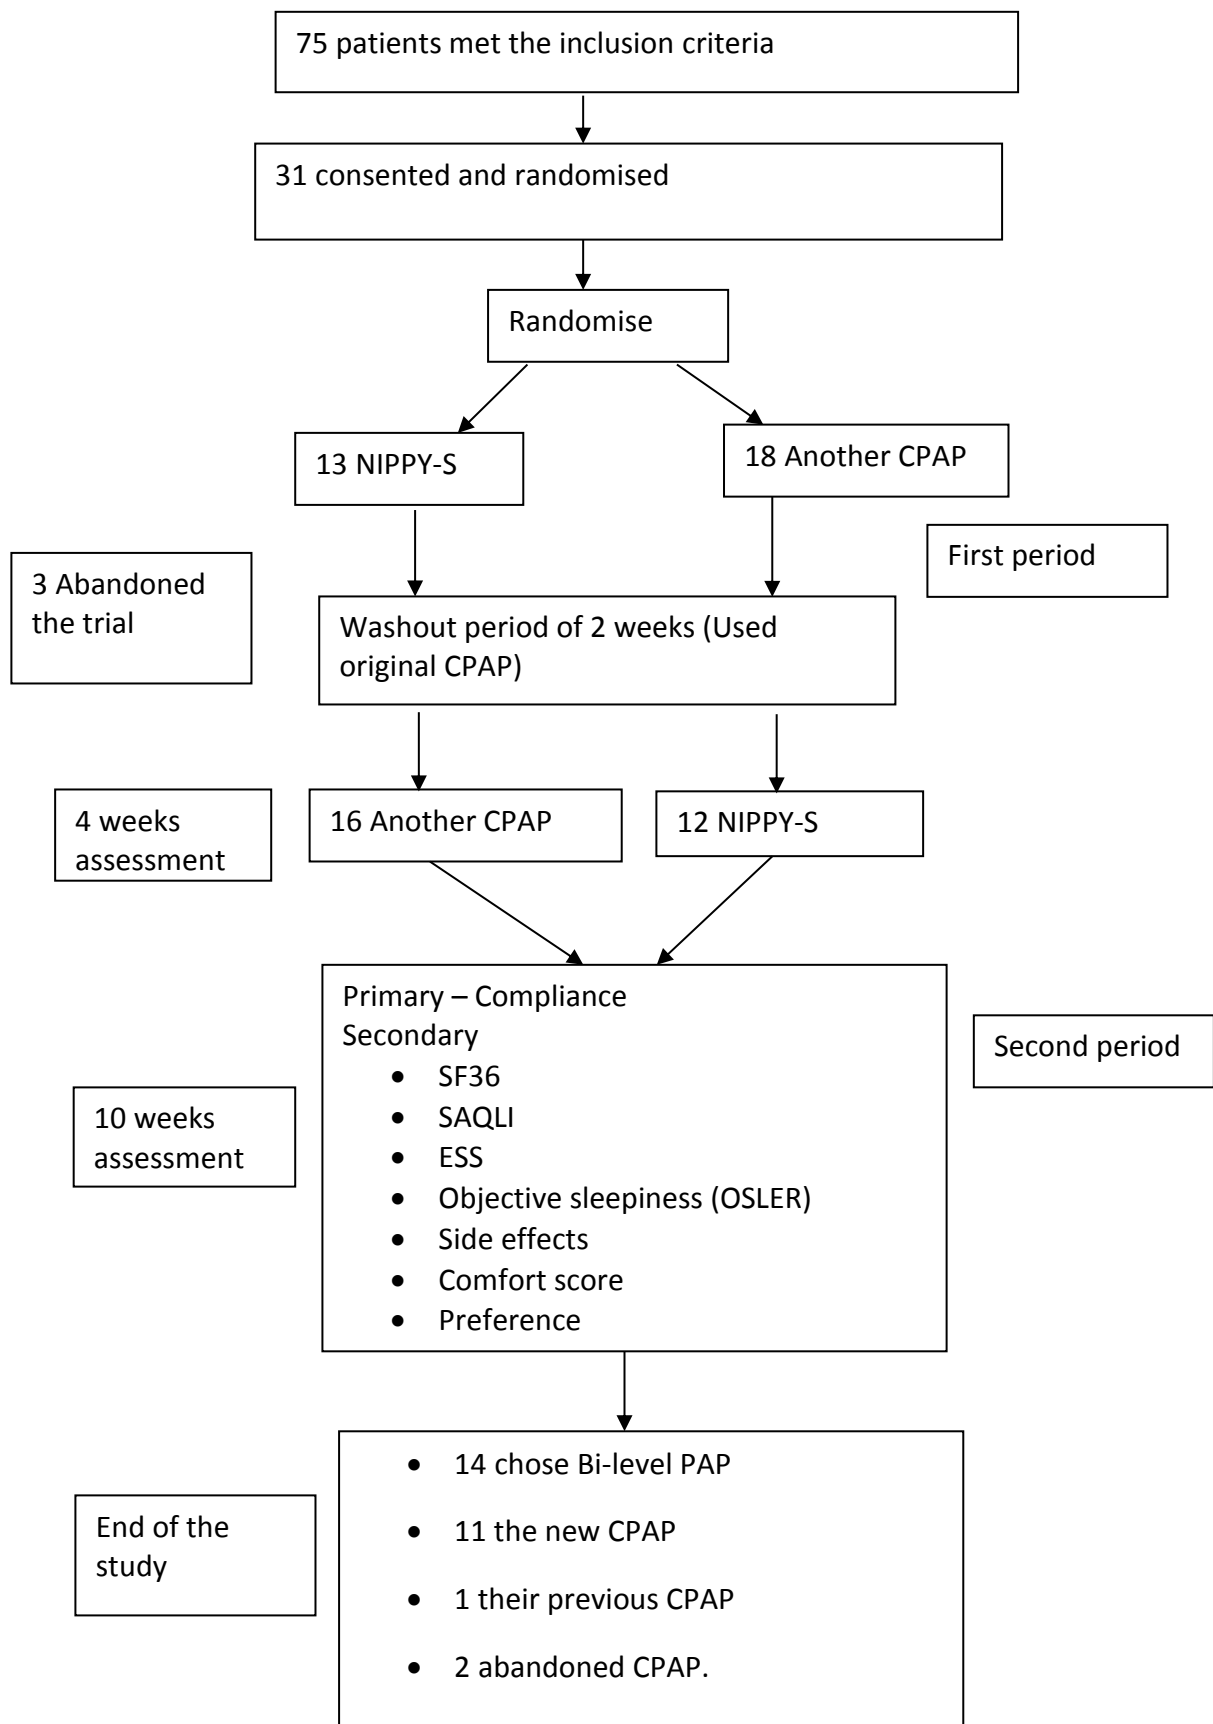 75 patients met the inclusion criteria
31 consented and randomised
Randomise
13 NIPPY-S
18 Another CPAP
First period
3 Abandoned
the trial
Washout period of 2 weeks (Used
original CPAP)
4 weeks
assessment
16 Another CPAP
12 NIPPY-S
Primary – Compliance
Secondary
• SF36
• SAQLI
• ESS
• Objective sleepiness (OSLER)
• Side effects
• Comfort score
• Preference
Second period
10 weeks
assessment
• 14 chose Bi-level PAP
• 11 the new CPAP
• 1 their previous CPAP
• 2 abandoned CPAP.
End of the
study